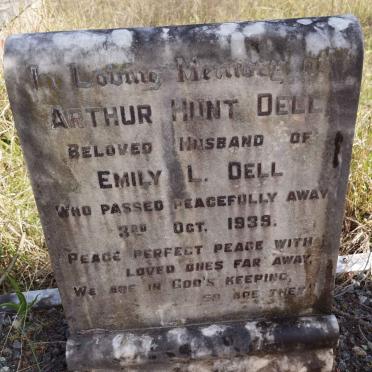 In Loving Memory of
ARTHUR HUNT DELL
BELOVED HUSBAND OF
EMILY L. DELL
WHO PASSED PEACEFULLY AWAY
3RD OCT. 1939.
PEACE PERFECT PEACE WITH
LOVED ONES FAR AWAY,
WE ARE IN GOD'S KEEPING,
SO ARE THEY